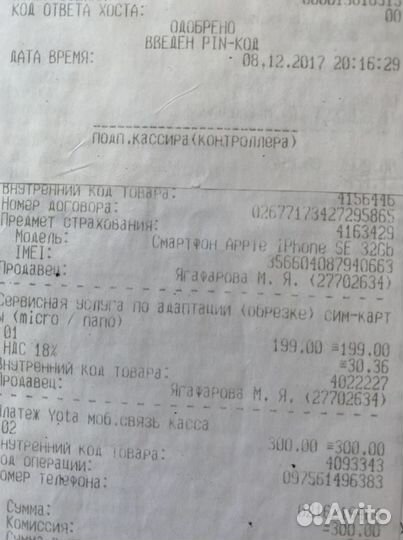 КОД ОТВЕТА ХОСТА: 00
ОДОБРЕНО
ВВЕДЕН PIN-КОД
ДАТА ВРЕМЯ: 08.12.2017 20:16:29
подп.кассира(контроллера)
Внутренний код товара: 4156446
Номер договора: 02677173427295865
Предмет страхования: 4163429
Модель: Смартфон Apple iPhone SE 32Gb
IMEI: 356604087940663
Продавец: Ягафарова М. Я. (27702634)
Сервисная услуга по адаптации (обрезке) сим-карт
ы (micro / nano)
01 199.00 =199.00
НДС 18% =30.36
Внутренний код товара: 4022227
Продавец: Ягафарова М. Я. (27702634)
Платеж Yota моб.связь касса
02 300.00 =300.00
Внутренний код товара: 4093343
Код операции: 097561496383
Номер телефона:
Сумма:
Комиссия: =300.00
Avito